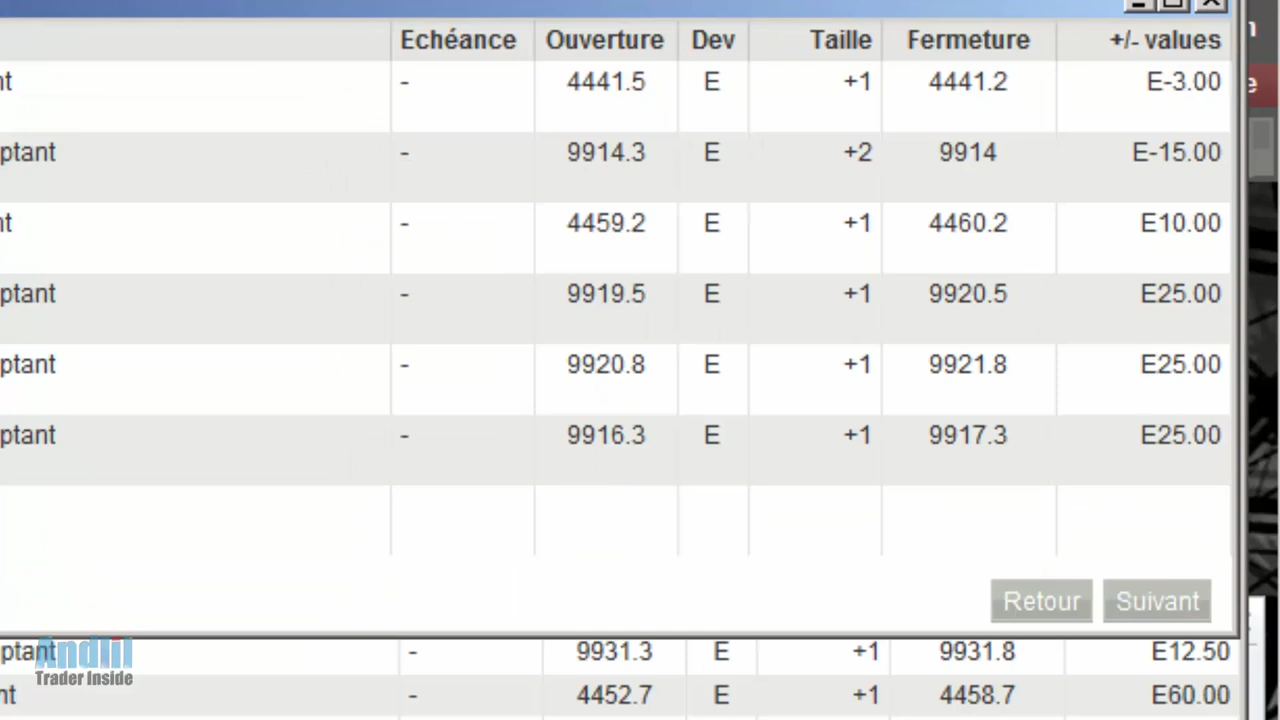 Echéance Ouverture Dev Taille Fermeture +/- values
nt - 4441.5 E +1 4441.2 E-3.00
ptant - 9914.3 E +2 9914 E-15.00
nt - 4459.2 E +1 4460.2 E10.00
ptant - 9919.5 E +1 9920.5 E25.00
ptant - 9920.8 E +1 9921.8 E25.00
ptant - 9916.3 E +1 9917.3 E25.00
Retour Suivant
ptant - 9931.3 E +1 9931.8 E12.50
Andlil
Trader Inside
nt - 4452.7 E +1 4458.7 E60.00